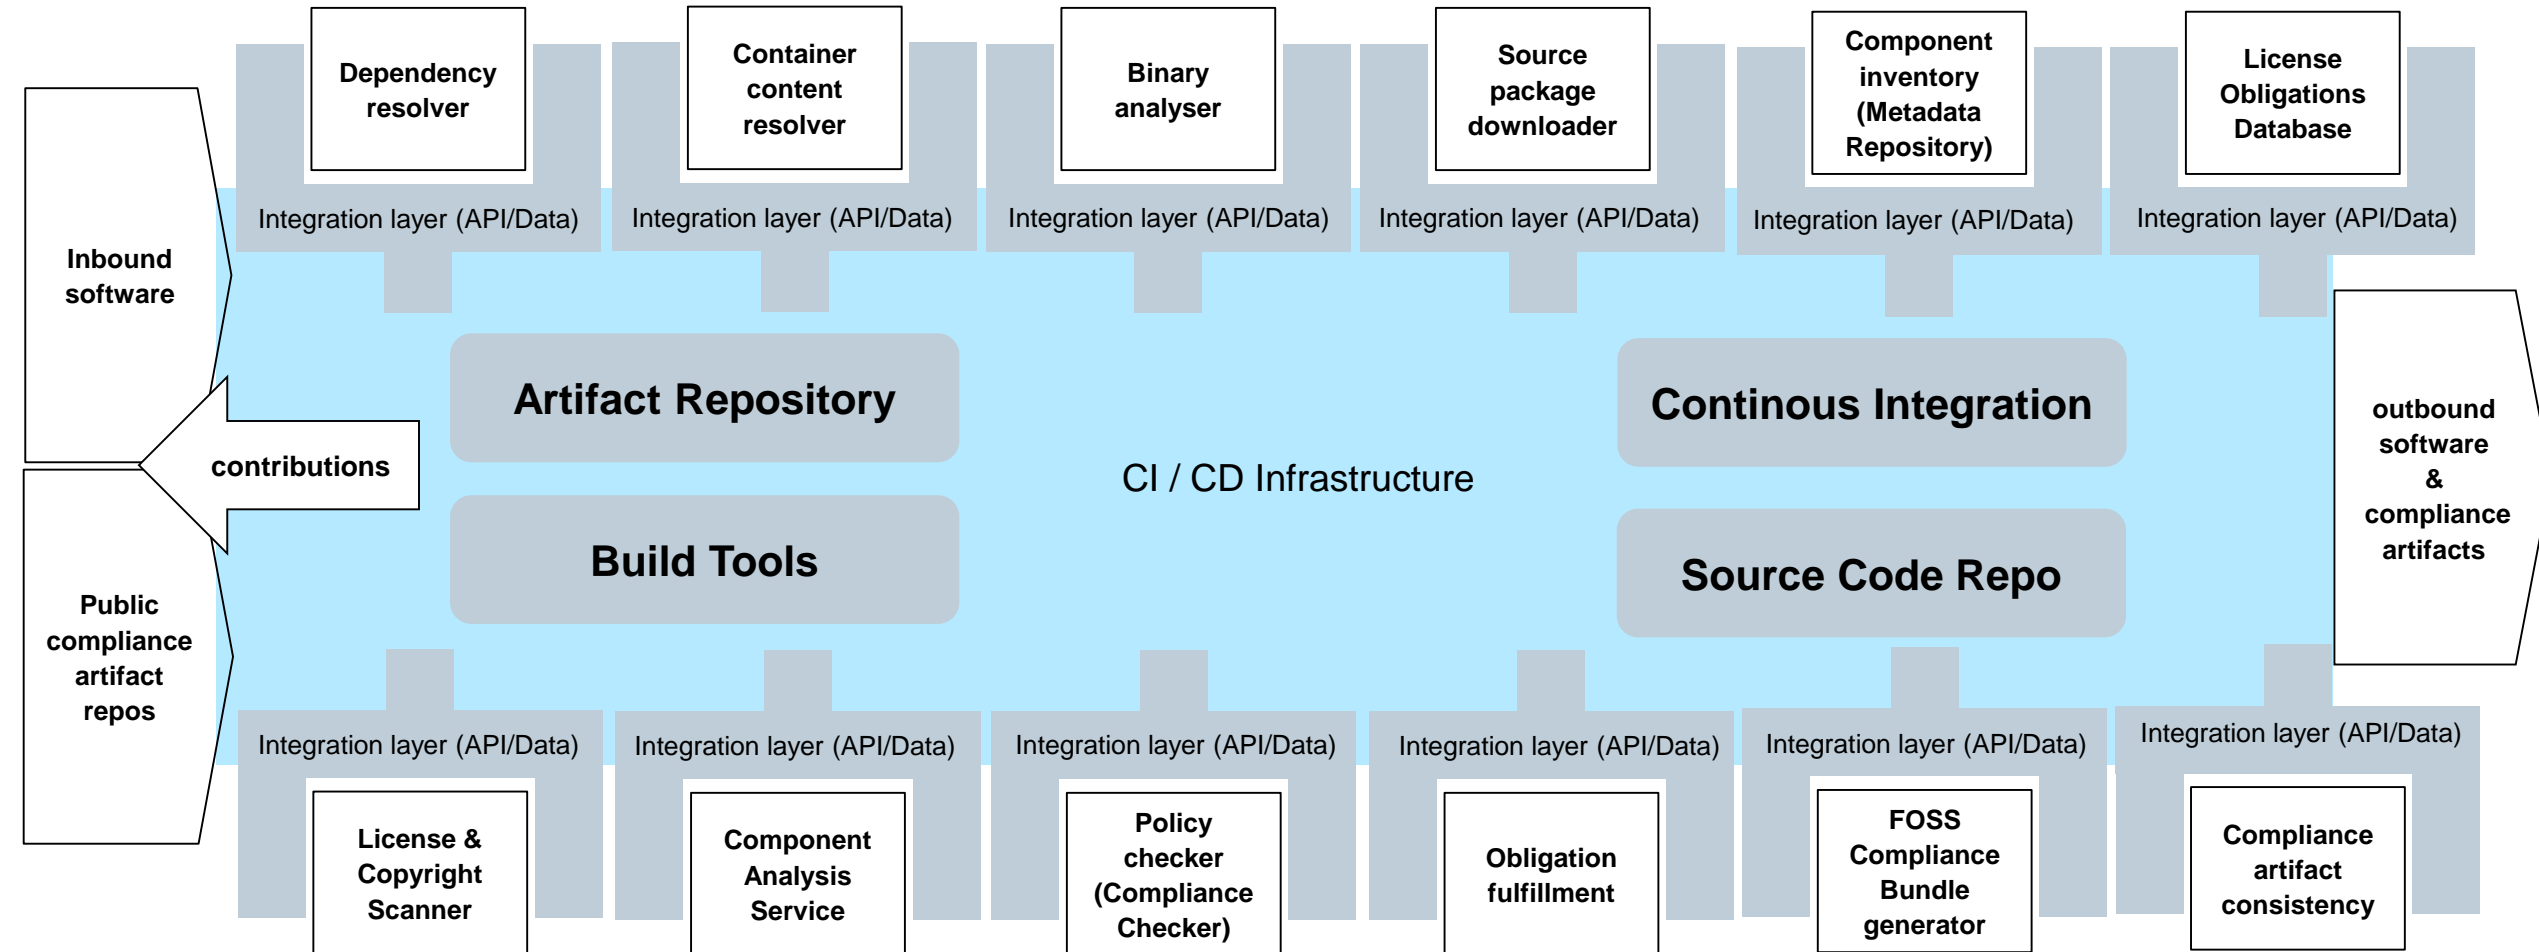 Dependency
resolver
Container
content
resolver
Binary
analyser
Source
package
downloader
Component
inventory
(Metadata
Repository)
License
Obligations
Database
Integration layer (API/Data)
Integration layer (API/Data)
Integration layer (API/Data)
Integration layer (API/Data)
Integration layer (API/Data)
Integration layer (API/Data)
Inbound
software
contributions
Public
compliance
artifact
repos
Artifact Repository
Build Tools
CI / CD Infrastructure
Continous Integration
Source Code Repo
outbound
software
&
compliance
artifacts
Integration layer (API/Data)
Integration layer (API/Data)
Integration layer (API/Data)
Integration layer (API/Data)
Integration layer (API/Data)
Integration layer (API/Data)
License &
Copyright
Scanner
Component
Analysis
Service
Policy
checker
(Compliance
Checker)
Obligation
fulfillment
FOSS
Compliance
Bundle
generator
Compliance
artifact
consistency